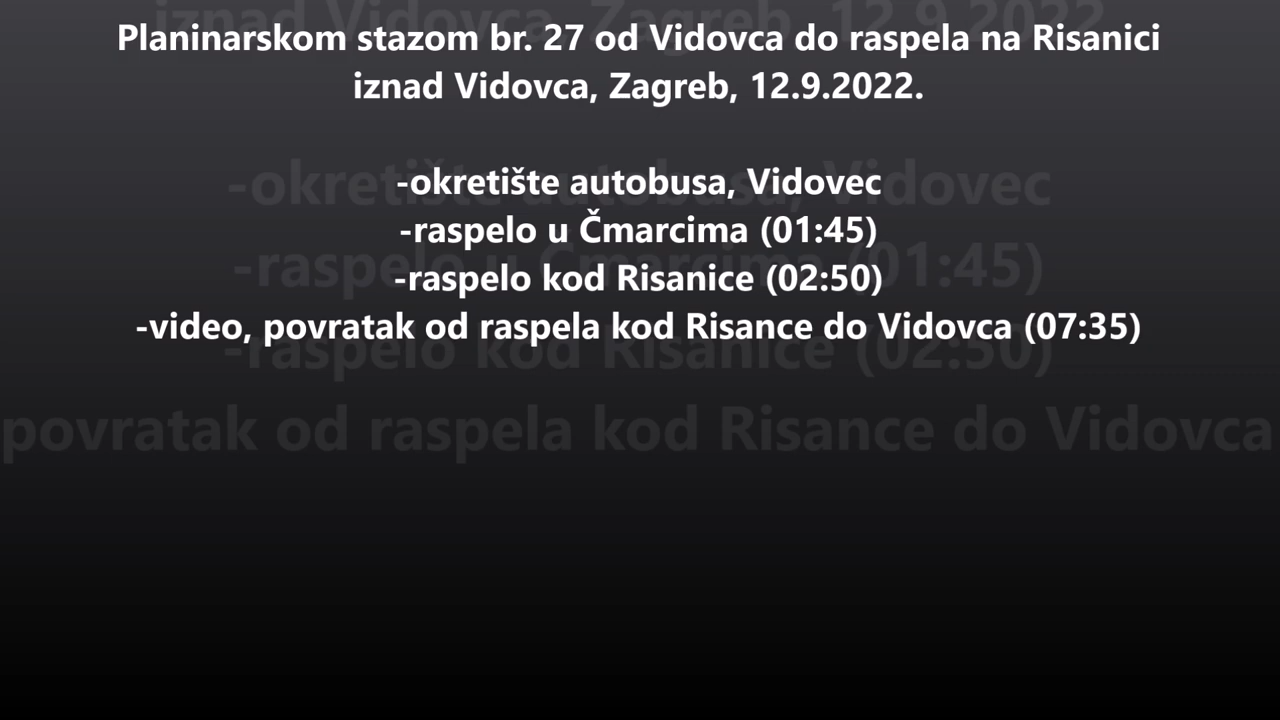 Planinarskom stazom br. 27 od Vidovca do raspela na Risanici
iznad Vidovca, Zagreb, 12.9.2022.
-okretište autobusa, Vidovec
-raspelo u Čmarcima (01:45)
-raspelo kod Risanice (02:50)
-video, povratak od raspela kod Risance do Vidovca (07:35)